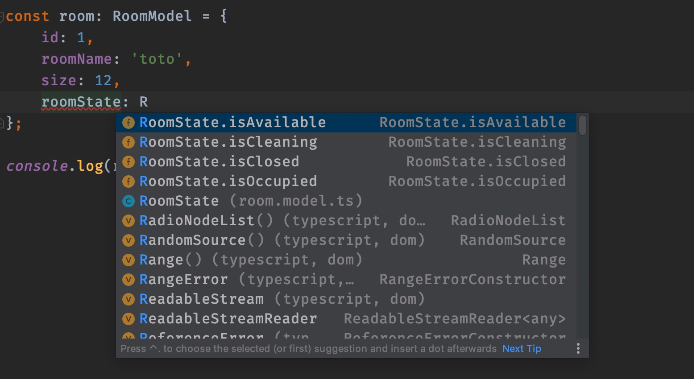 const room: RoomModel = {
id: 1,
roomName: 'toto',
size: 12,
roomState: R
};
RoomState.isAvailable RoomState.isAvailable
RoomState.isCleaning RoomState.isCleaning
RoomState.isClosed RoomState.isClosed
RoomState.isOccupied RoomState.isOccupied
RoomState (room.model.ts)
console.log(
RadioNodeList() (typescript, do… RadioNodeList
RandomSource() (typescript, dom) RandomSource
Range() (typescript, dom) Range
RangeError (typescript,… RangeErrorConstructor
ReadableStream (typescript, dom)
ReadableStreamReader ReadableStreamReader<any>
ReferenceError (typ… ReferenceErrorConstructor
Press ^. to choose the selected (or first) suggestion and insert a dot afterwards Next Tip